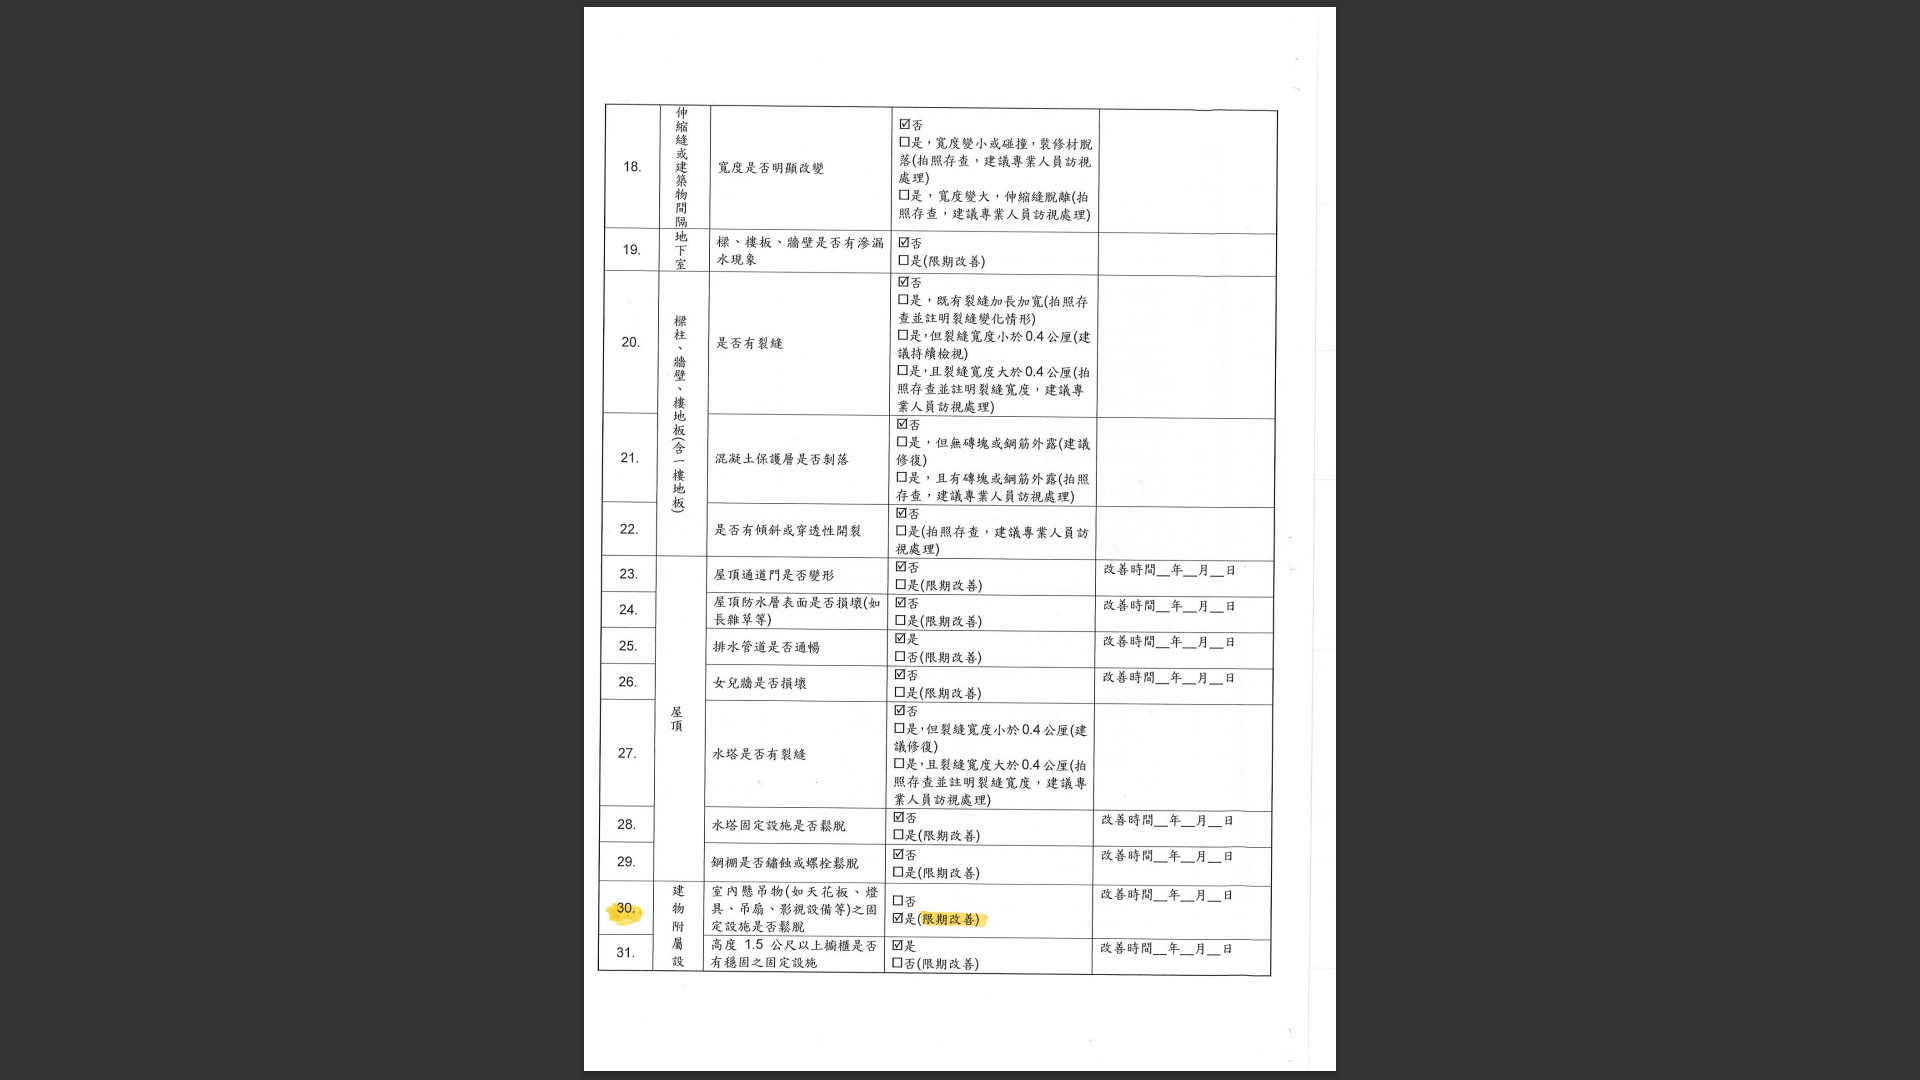 18.
伸縮縫或建築物間隔
寬度是否明顯改變
☑否
☐是，寬度變小或碰撞，裝修材脫
落(拍照存查，建議專業人員訪視
處理)
☐是，寬度變大，伸縮縫脫離(拍
照存查，建議專業人員訪視處理)
19.
地下室
樑、樓板、牆壁是否有滲漏
水現象
☑否
☐是(限期改善)
20.
樑柱、牆壁、樓地板(含一樓地板)
是否有裂縫
☑否
☐是，既有裂縫加長加寬(拍照存
查並註明裂縫變化情形)
☐是，但裂縫寬度小於0.4公厘(建
議持續檢視)
☐是，且裂縫寬度大於0.4公厘(拍
照存查並註明裂縫寬度，建議專
業人員訪視處理)
21.
混凝土保護層是否剝落
☑否
☐是，但無磚塊或鋼筋外露(建議
修復)
☐是，且有磚塊或鋼筋外露(拍照
存查，建議專業人員訪視處理)
22.
是否有傾斜或穿透性開裂
☑否
☐是(拍照存查，建議專業人員訪
視處理)
23.
屋頂
屋頂通道門是否變形
☑否
☐是(限期改善)
改善時間__年__月__日
24.
屋頂防水層表面是否損壞(如
長雜草等)
☑否
☐是(限期改善)
改善時間__年__月__日
25.
排水管道是否通暢
☑是
☐否(限期改善)
改善時間__年__月__日
26.
女兒牆是否損壞
☑否
☐是(限期改善)
改善時間__年__月__日
27.
水塔是否有裂縫
☑否
☐是，但裂縫寬度小於0.4公厘(建
議修復)
☐是，且裂縫寬度大於0.4公厘(拍
照存查並註明裂縫寬度，建議專
業人員訪視處理)
28.
水塔固定設施是否鬆脫
☑否
☐是(限期改善)
改善時間__年__月__日
29.
鋼棚是否鏽蝕或螺栓鬆脫
☑否
☐是(限期改善)
改善時間__年__月__日
30.
建物附屬設
室內懸吊物(如天花板、燈
具、吊扇、影視設備等)之固
定設施是否鬆脫
☐否
☑是(限期改善)
改善時間__年__月__日
31.
高度 1.5 公尺以上櫥櫃是否
有穩固之固定設施
☑是
☐否(限期改善)
改善時間__年__月__日